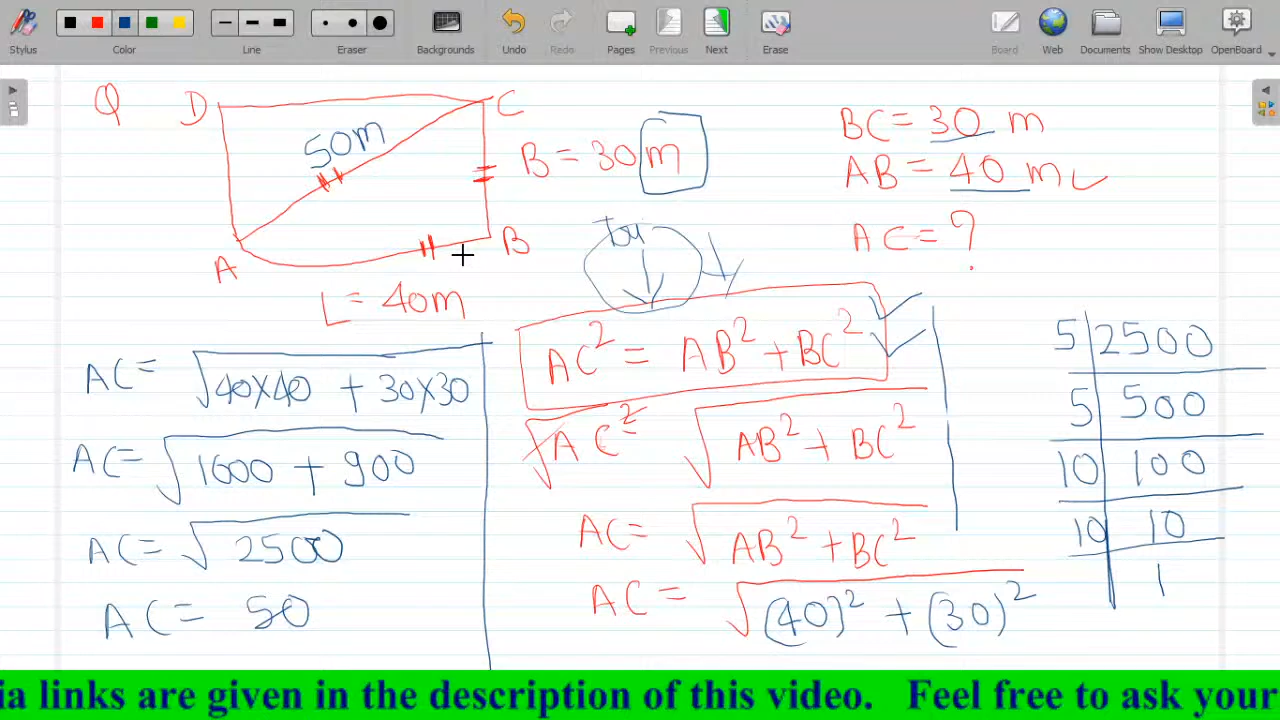 Stylus Color Line Eraser Backgrounds Undo Redo Pages Previous Next Erase Board Web Documents Show Desktop OpenBoard
Q
D
C
50m
B = 30m
A
B
L = 40m
BC = 30 m
AB = 40 m
AC = ?
AC² = AB² + BC²
√AC² √AB² + BC²
AC = √AB² + BC²
AC = √(40)² + (30)²
AC = √40×40 + 30×30
AC = √1600 + 900
AC = √2500
AC = 50
5 2500
5 500
10 100
10 10
1
ia links are given in the description of this video. Feel free to ask your